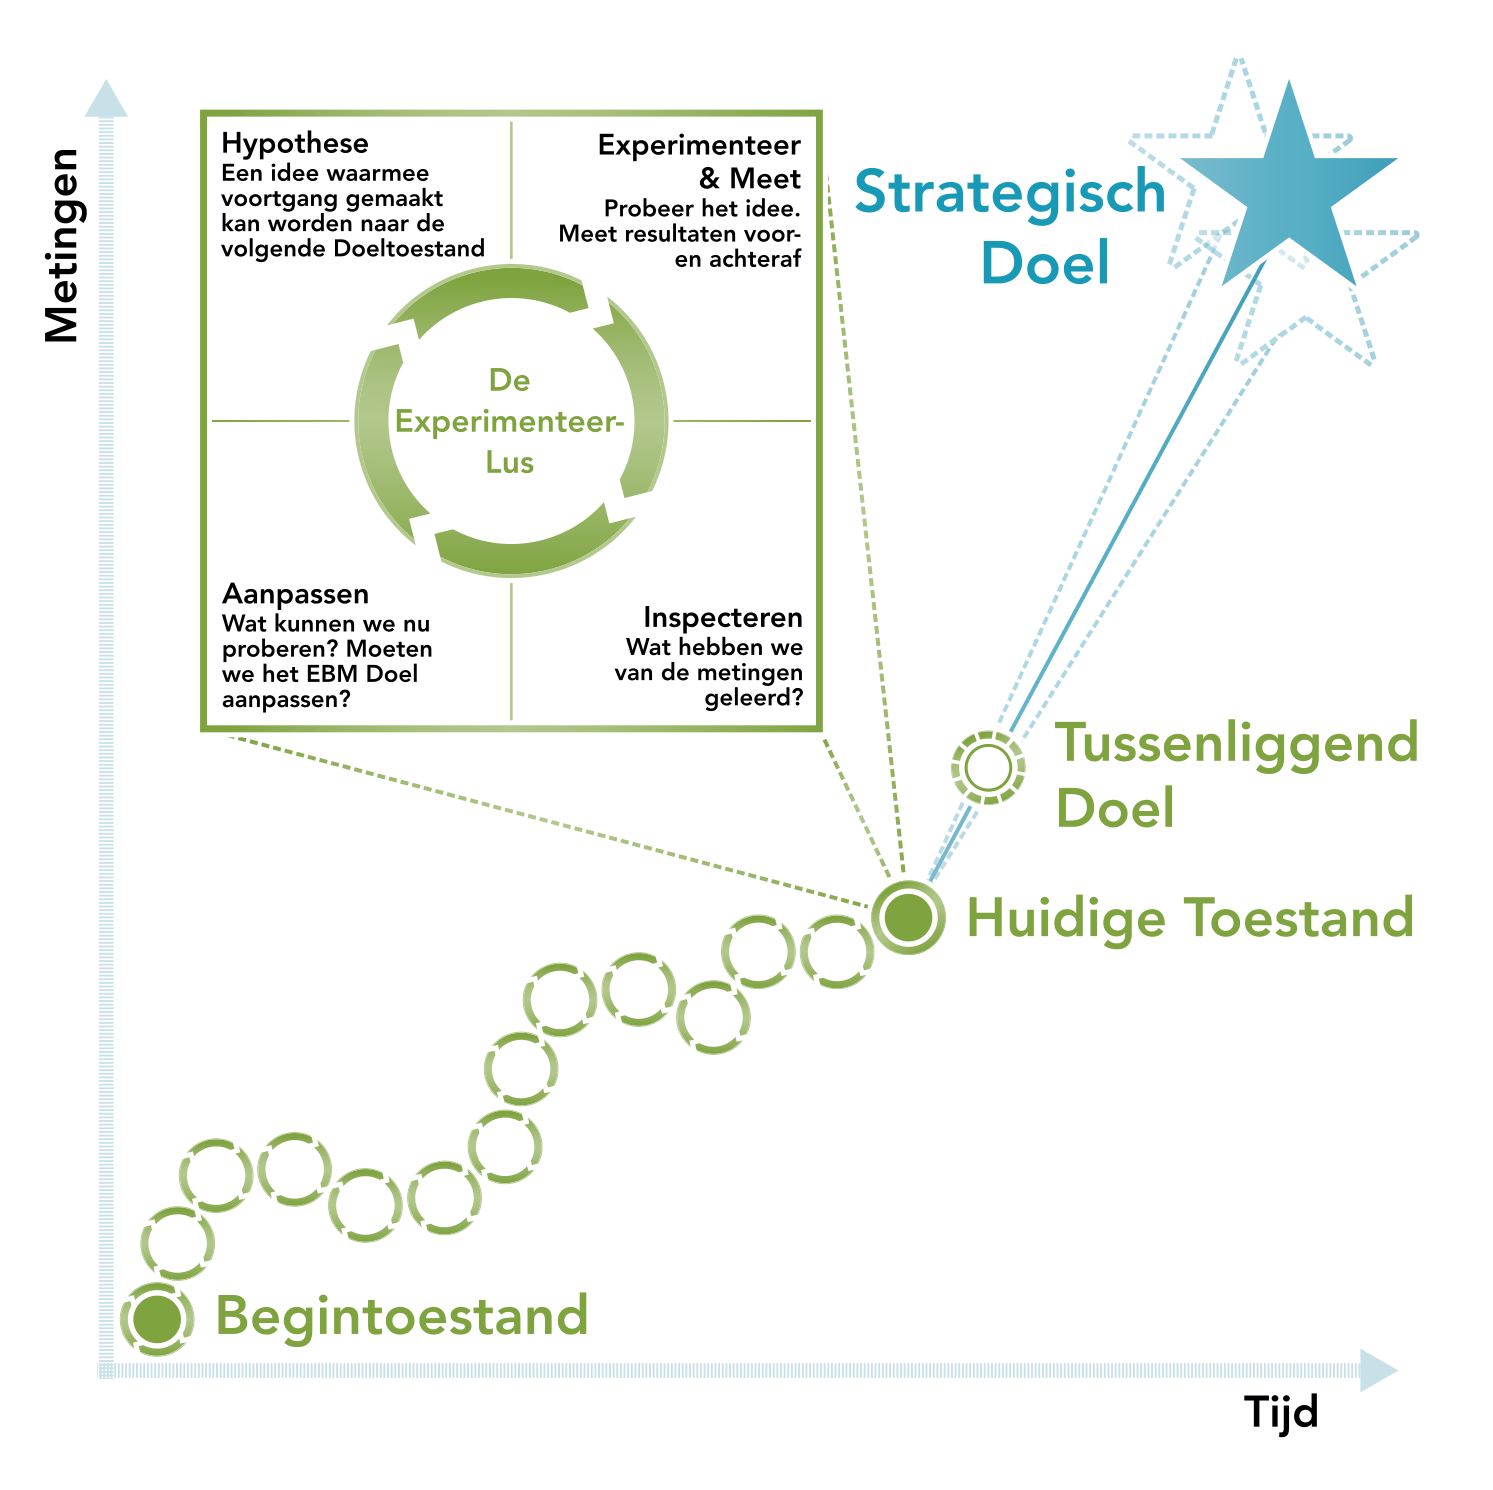 Metingen
Hypothese
Een idee waarmee
voortgang gemaakt
kan worden naar de
volgende Doeltoestand
Experimenteer
& Meet
Probeer het idee.
Meet resultaten voor-
en achteraf
De
Experimenteer-
Lus
Aanpassen
Wat kunnen we nu
proberen? Moeten
we het EBM Doel
aanpassen?
Inspecteren
Wat hebben we
van de metingen
geleerd?
Strategisch
Doel
Tussenliggend
Doel
Huidige Toestand
Begintoestand
Tijd